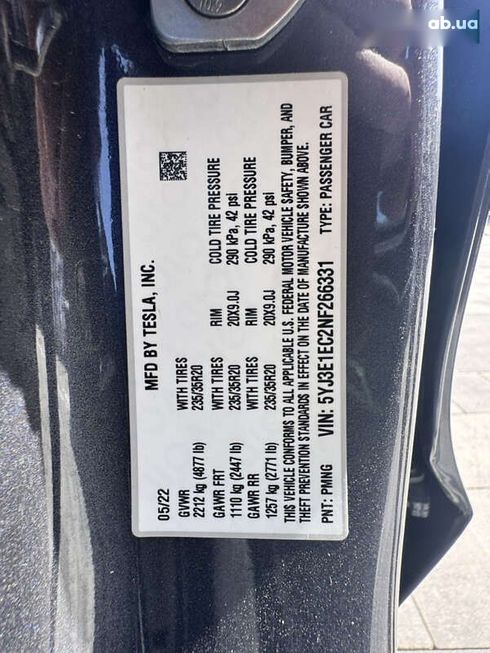 ab.ua
10.2
MFD BY TESLA, INC.
05/22
GVWR WITH TIRES RIM COLD TIRE PRESSURE
2212 kg (4877 lb) 235/35R20 20X9.0J 290 kPa, 42 psi
GAWR FRT WITH TIRES RIM COLD TIRE PRESSURE
1110 kg (2447 lb) 235/35R20 20X9.0J 290 kPa, 42 psi
GAWR RR
1257 kg (2771 lb)
THIS VEHICLE CONFORMS TO ALL APPLICABLE U.S. FEDERAL MOTOR VEHICLE SAFETY, BUMPER, AND
THEFT PREVENTION STANDARDS IN EFFECT ON THE DATE OF MANUFACTURE SHOWN ABOVE.
PNT: PMNG VIN: 5YJ3E1EC2NF266331 TYPE: PASSENGER CAR